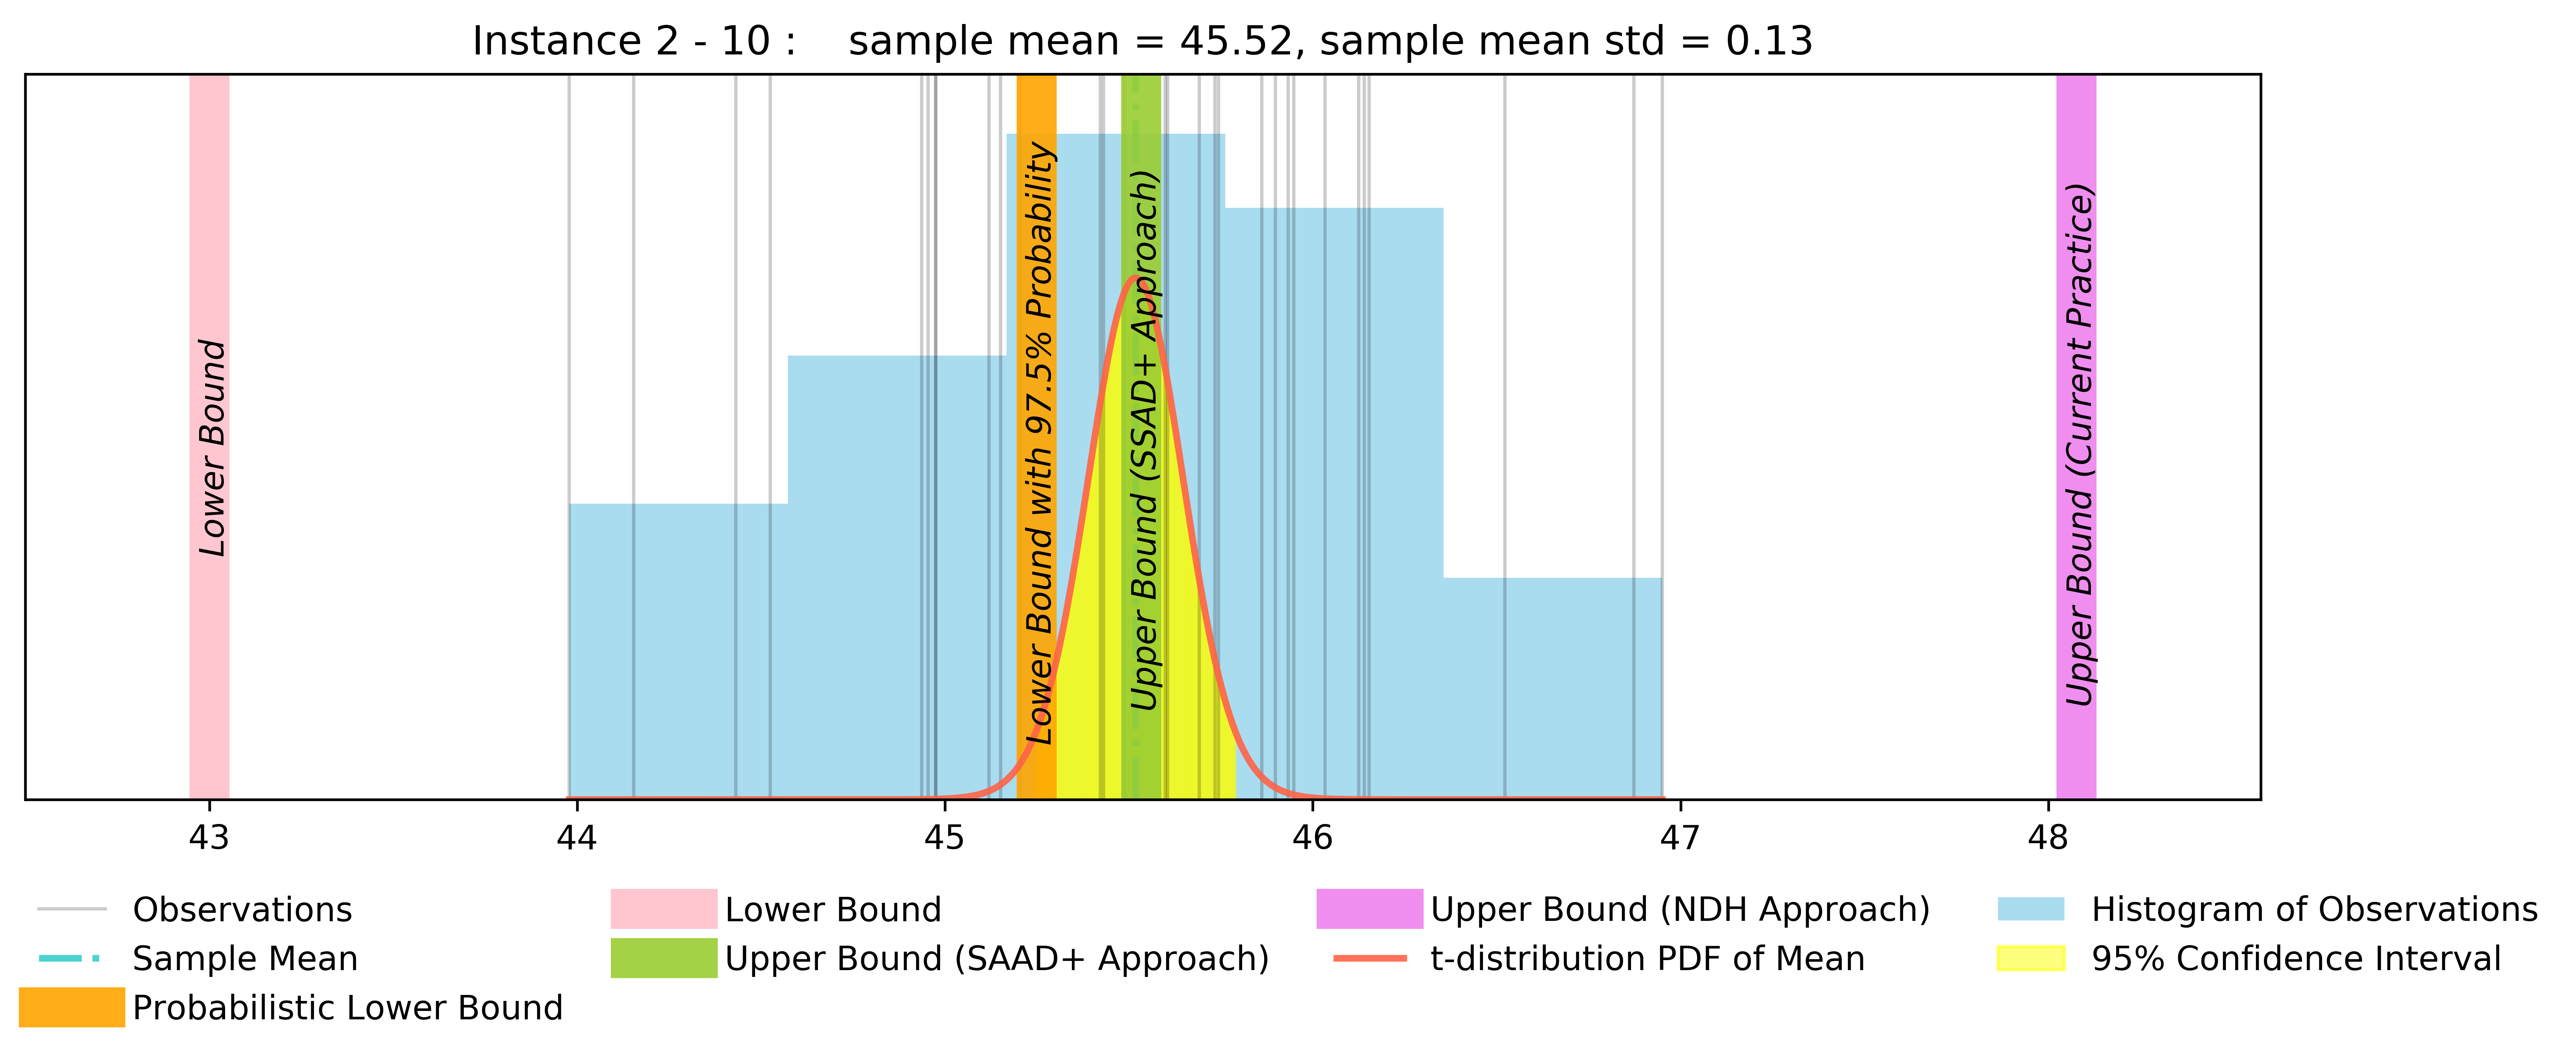 Instance 2 - 10 :    sample mean = 45.52, sample mean std = 0.13
Lower Bound
Lower Bound with 97.5% Probability
Upper Bound (SSAD+ Approach)
Upper Bound (Current Practice)
43 44 45 46 47 48
Observations
Sample Mean
Probabilistic Lower Bound
Lower Bound
Upper Bound (SAAD+ Approach)
Upper Bound (NDH Approach)
t-distribution PDF of Mean
Histogram of Observations
95% Confidence Interval